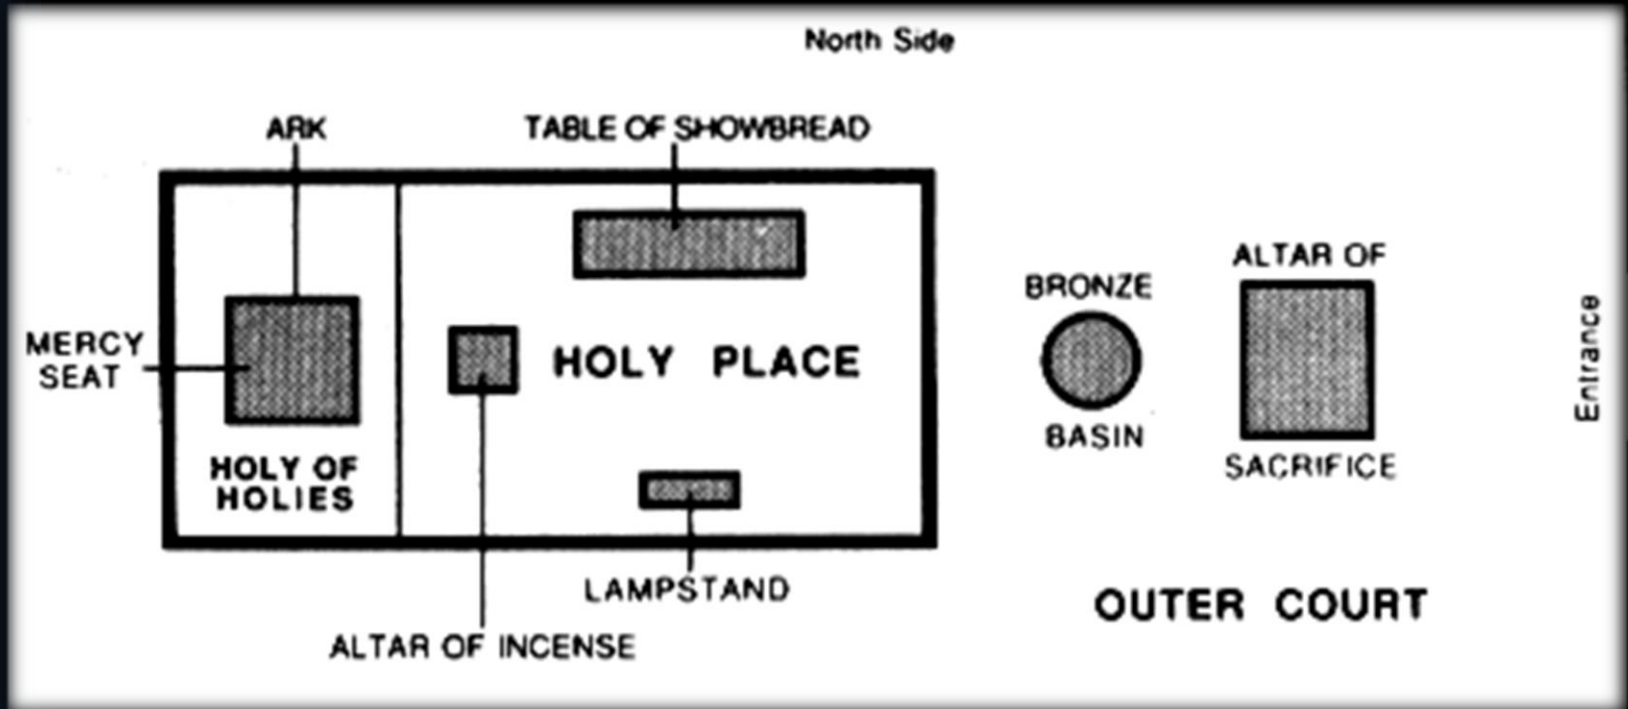 North Side
ARK
TABLE OF SHOWBREAD
ALTAR OF
BRONZE
MERCY
SEAT
HOLY PLACE
Entrance
BASIN
SACRIFICE
HOLY OF
HOLIES
LAMPSTAND
OUTER COURT
ALTAR OF INCENSE